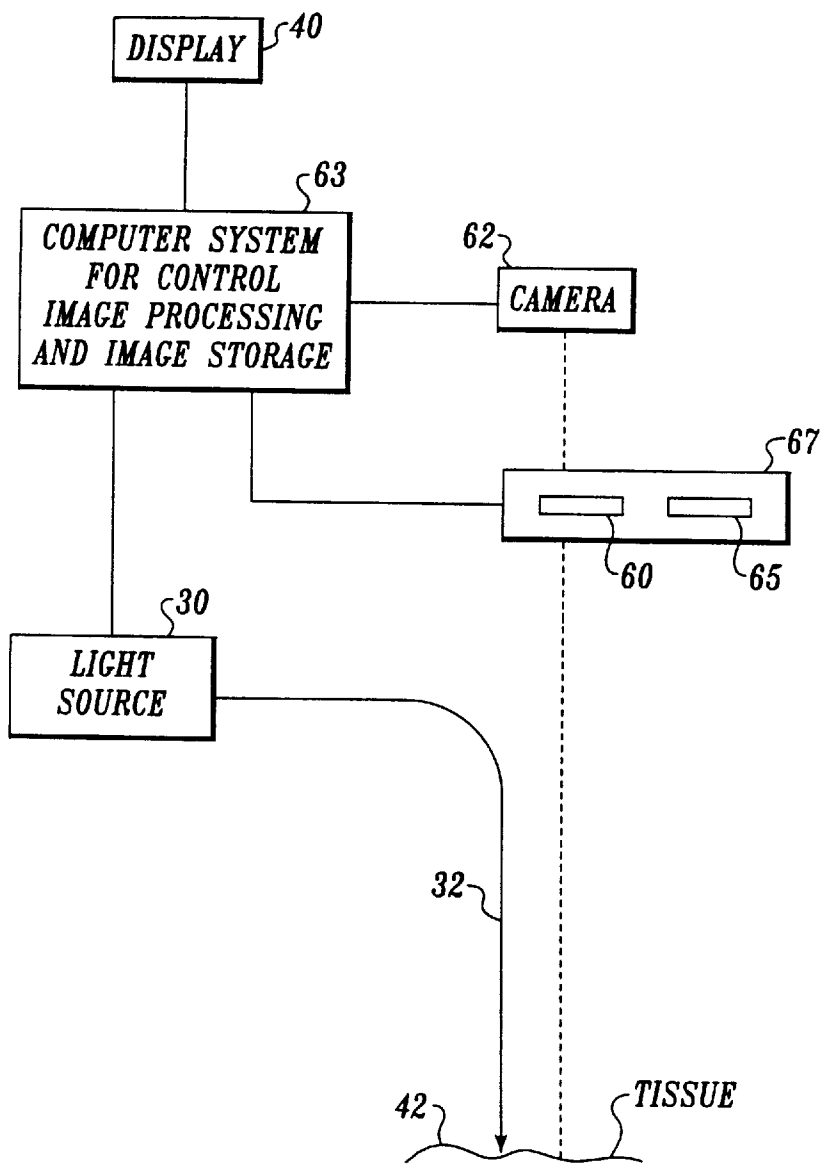 DISPLAY
40
63
COMPUTER SYSTEM
FOR CONTROL
IMAGE PROCESSING
AND IMAGE STORAGE
62
CAMERA
67
60
65
30
LIGHT
SOURCE
32
42
TISSUE